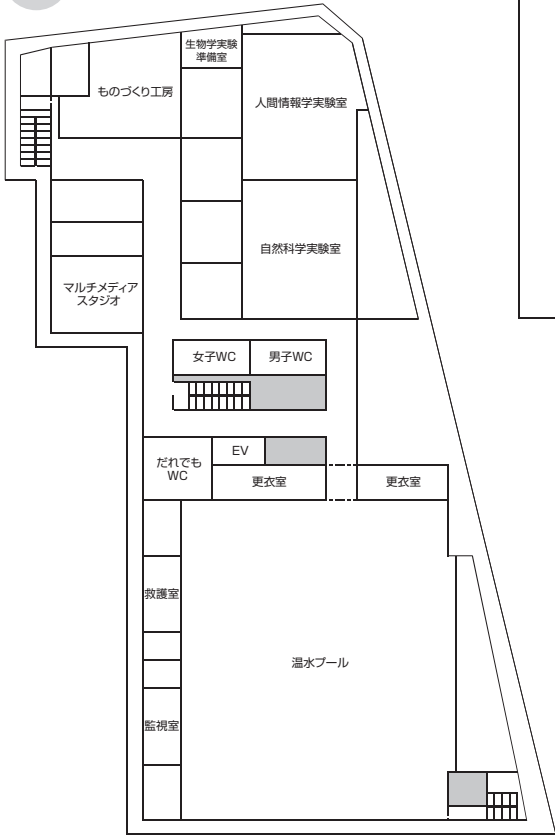 生物学実験
準備室
ものづくり工房
人間情報学実験室
自然科学実験室
マルチメディア
スタジオ
女子WC
男子WC
だれでも
WC
EV
更衣室
更衣室
救護室
温水プール
監視室